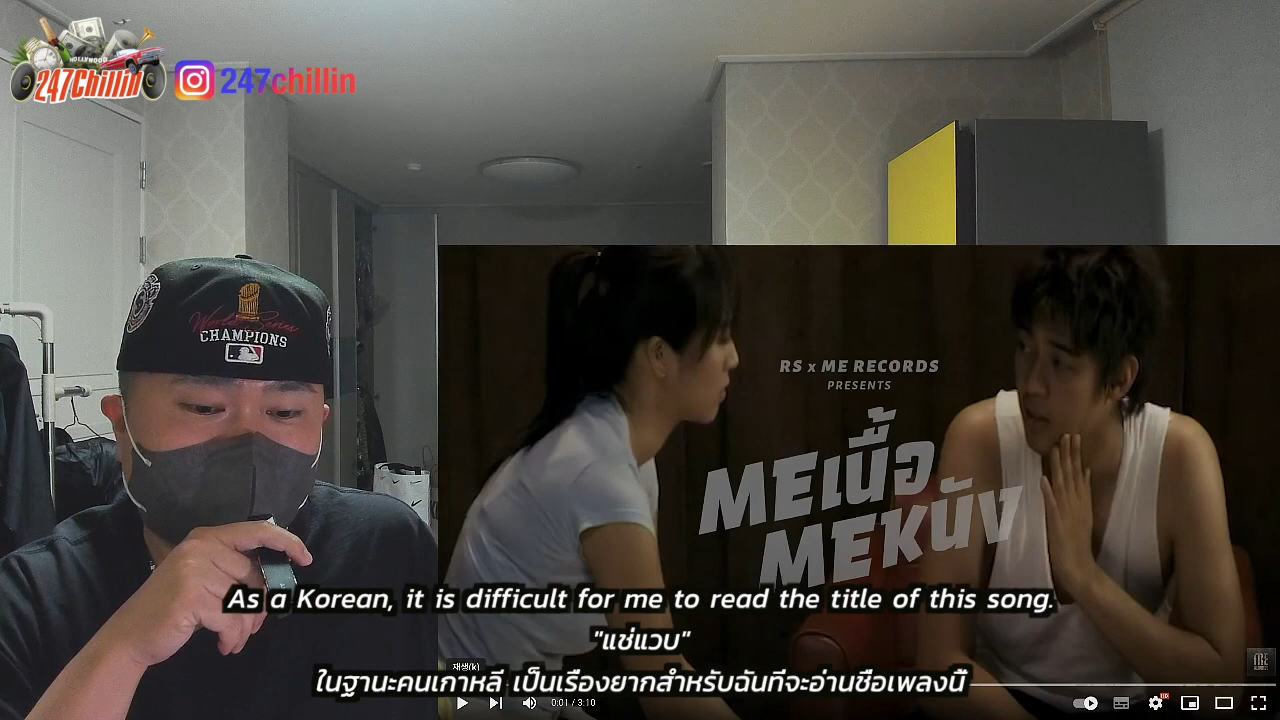 HOLLYWOOD
247Chillin
247chillin
World Series
CHAMPIONS
RS x ME RECORDS
PRESENTS
MEเนื้อ
MEหนัง
As a Korean, it is difficult for me to read the title of this song.
"แช่แวบ"
ในฐานะคนเกาหลี เป็นเรื่องยากสำหรับฉันที่จะอ่านชื่อเพลงนี้
재생(k)
0:01 / 3:10
HD